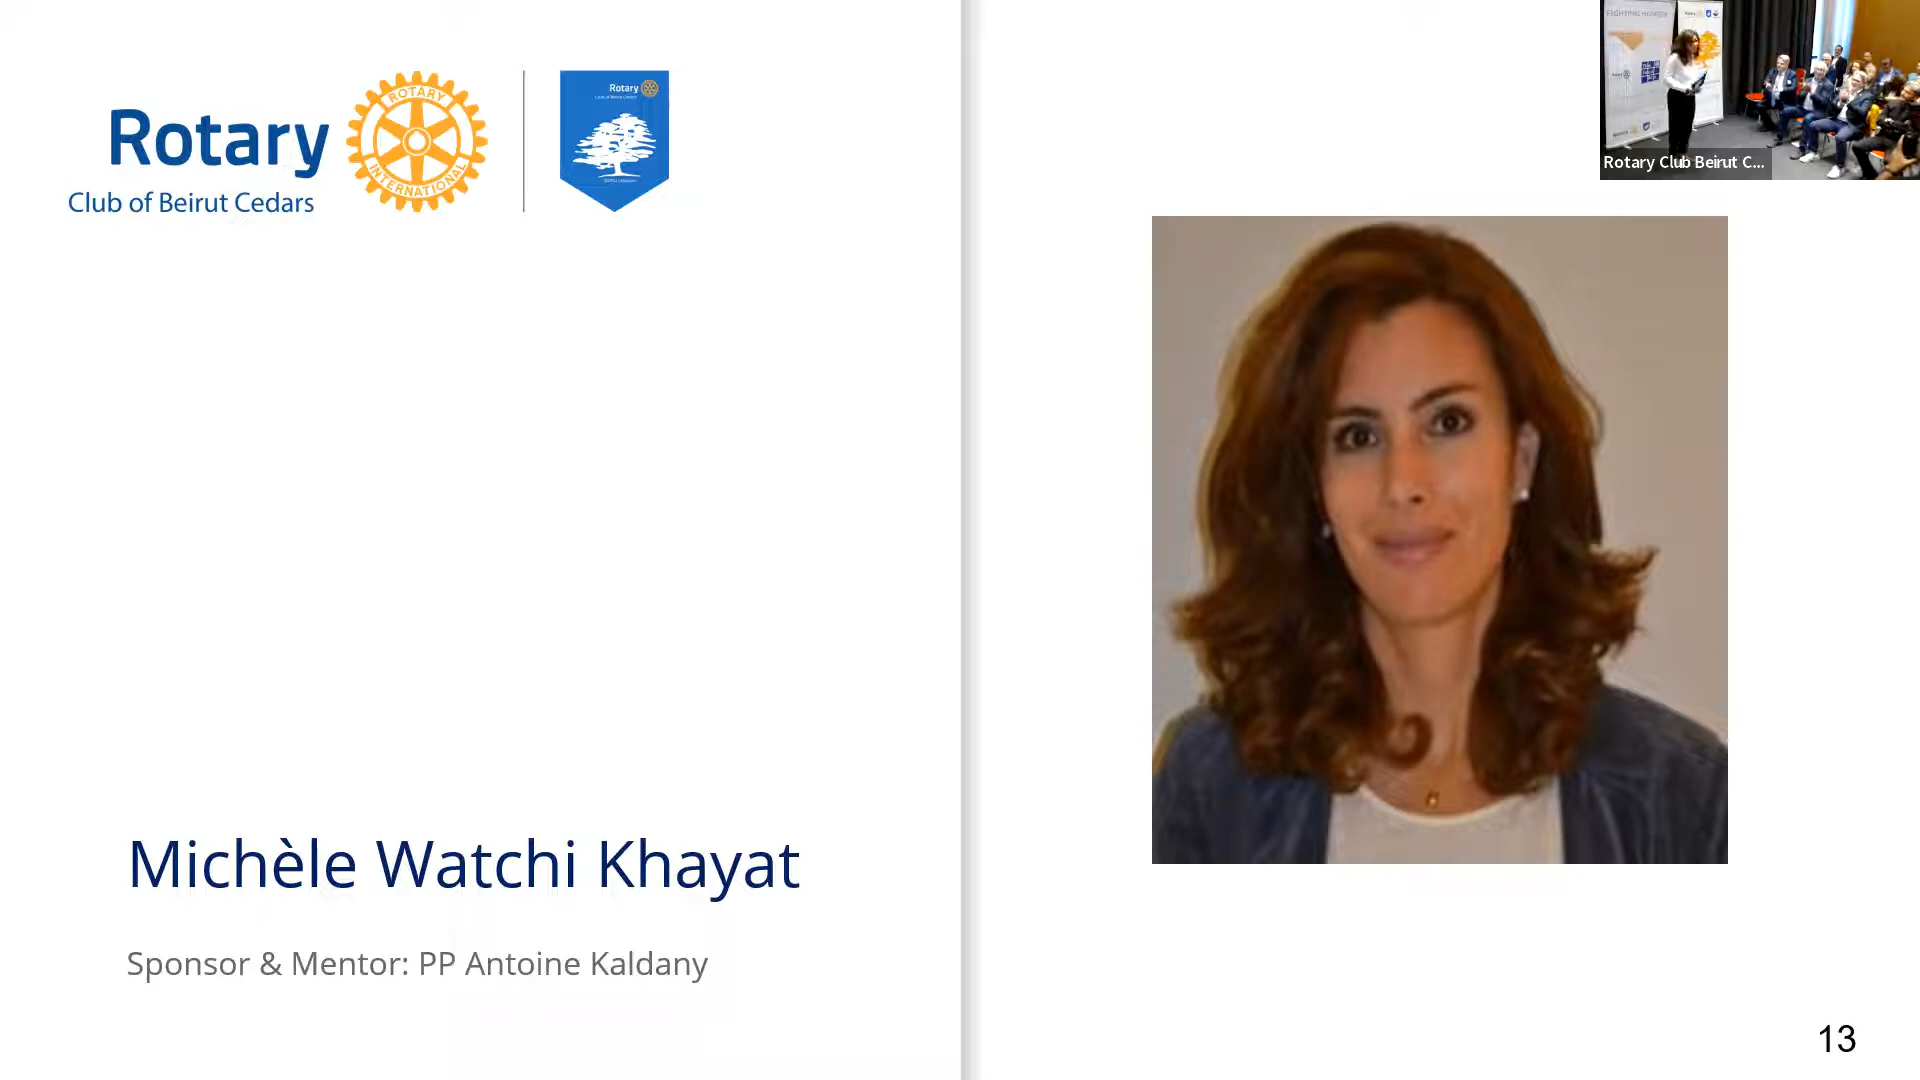 Rotary
Club of Beirut Cedars
ROTARY
INTERNATIONAL
Rotary
Rotary Club Beirut C...
Michèle Watchi Khayat
Sponsor & Mentor: PP Antoine Kaldany
13